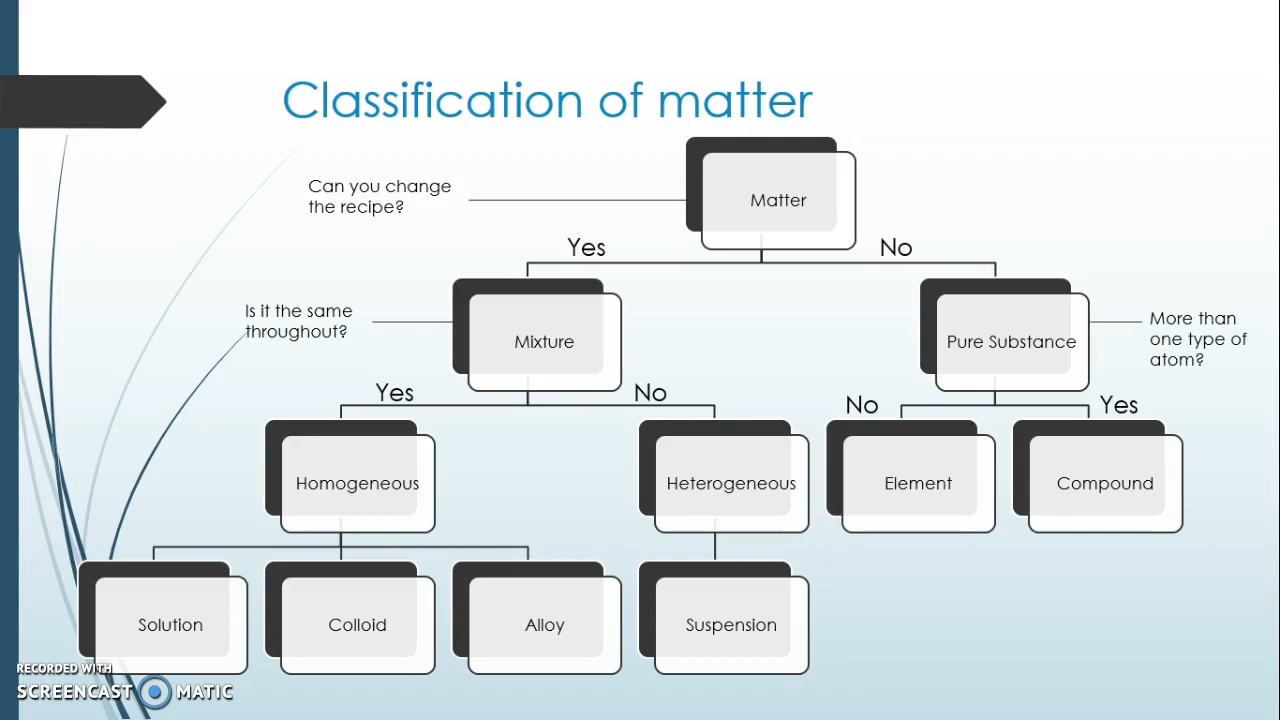 Classification of matter
Can you change
the recipe?
Matter
Yes
No
Is it the same
throughout?
Mixture
Pure Substance
More than
one type of
atom?
Yes
No
No
Yes
Homogeneous
Heterogeneous
Element
Compound
Solution
Colloid
Alloy
Suspension
RECORDED WITH
SCREENCAST MATIC